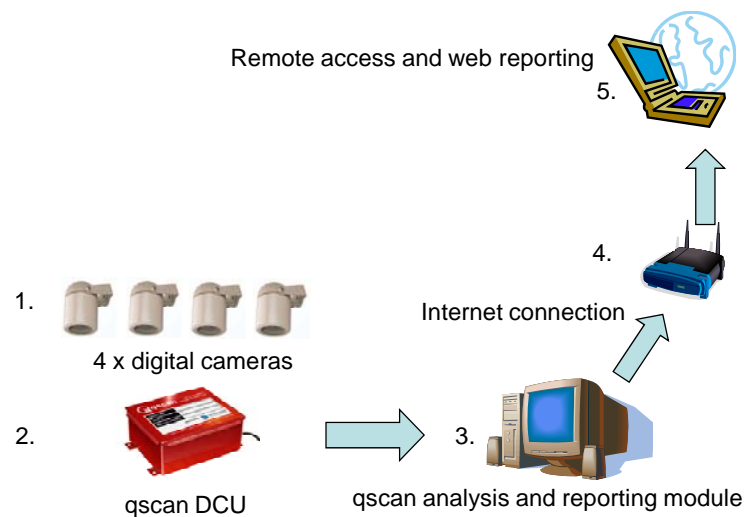 Remote access and web reporting
5.
4.
1.
Internet connection
4 x digital cameras
2.
qscan
3.
qscan DCU
qscan analysis and reporting module